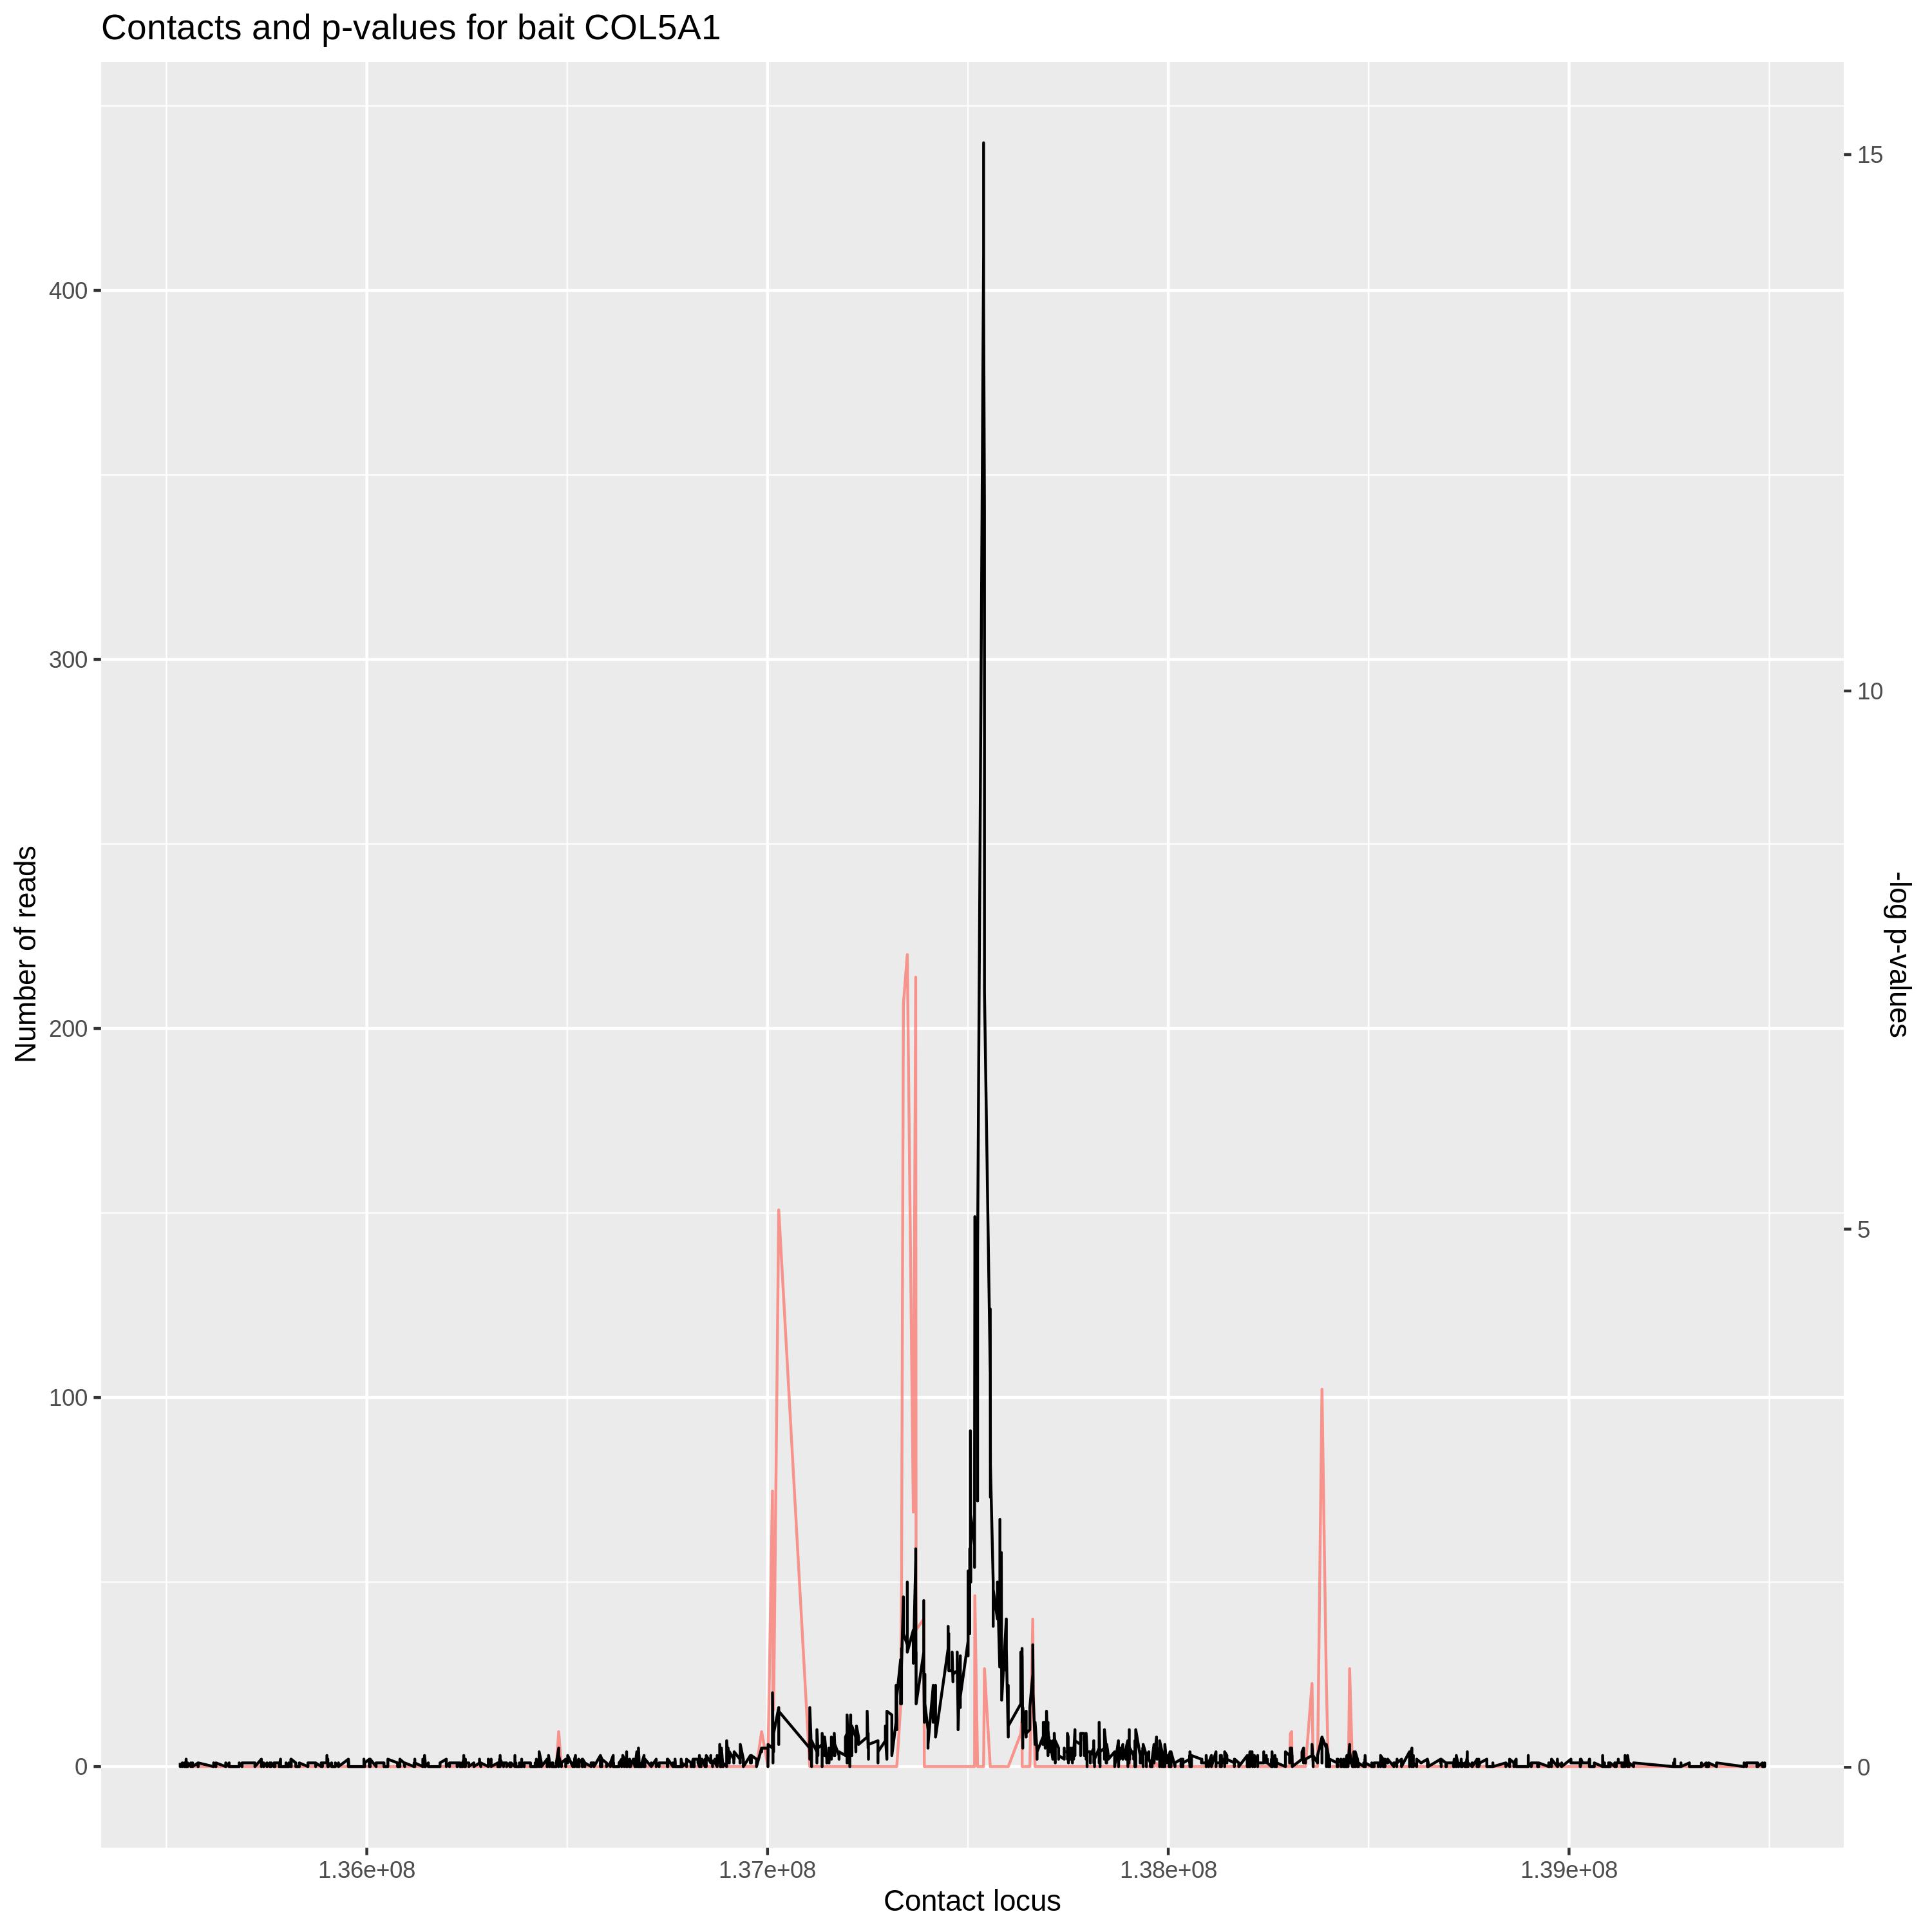 Contacts and p-values for bait COL5A1
400
300
200
100
0
Number of reads
15
10
5
0
-log p-values
1.36e+08
1.37e+08
1.38e+08
1.39e+08
Contact locus